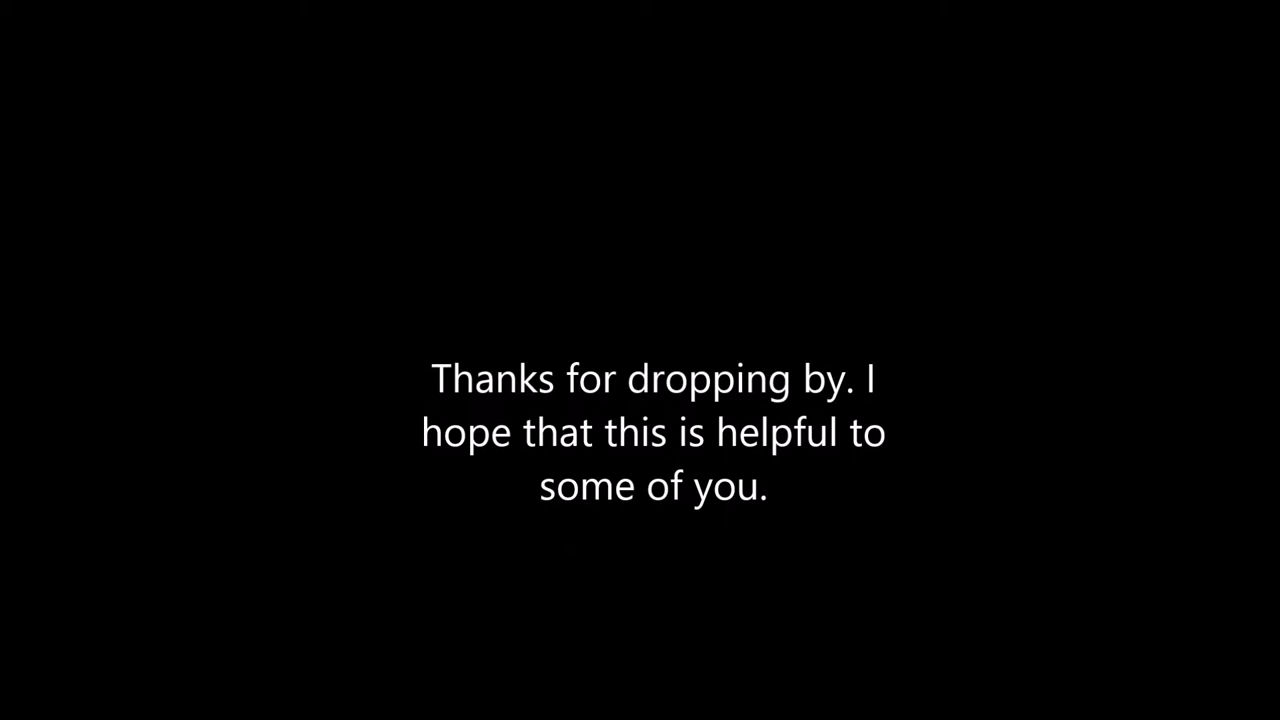 Thanks for dropping by. I
hope that this is helpful to
some of you.